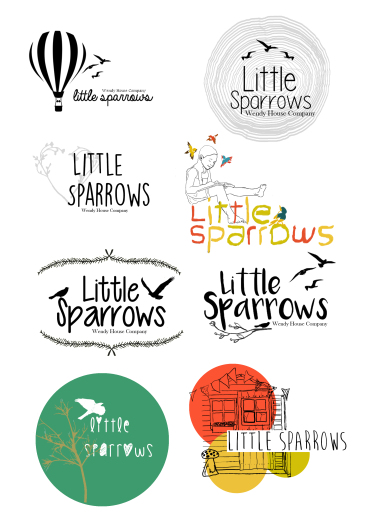 Wendy House Company
little sparrows
Little
Sparrows
Wendy House Company
LITTLE
SPARROWS
Wendy House Company
Little
sparrows
Little
Sparrows
Wendy House Company
Little
Sparrows
Wendy House Company
little
sparrows
LITTLE SPARROWS